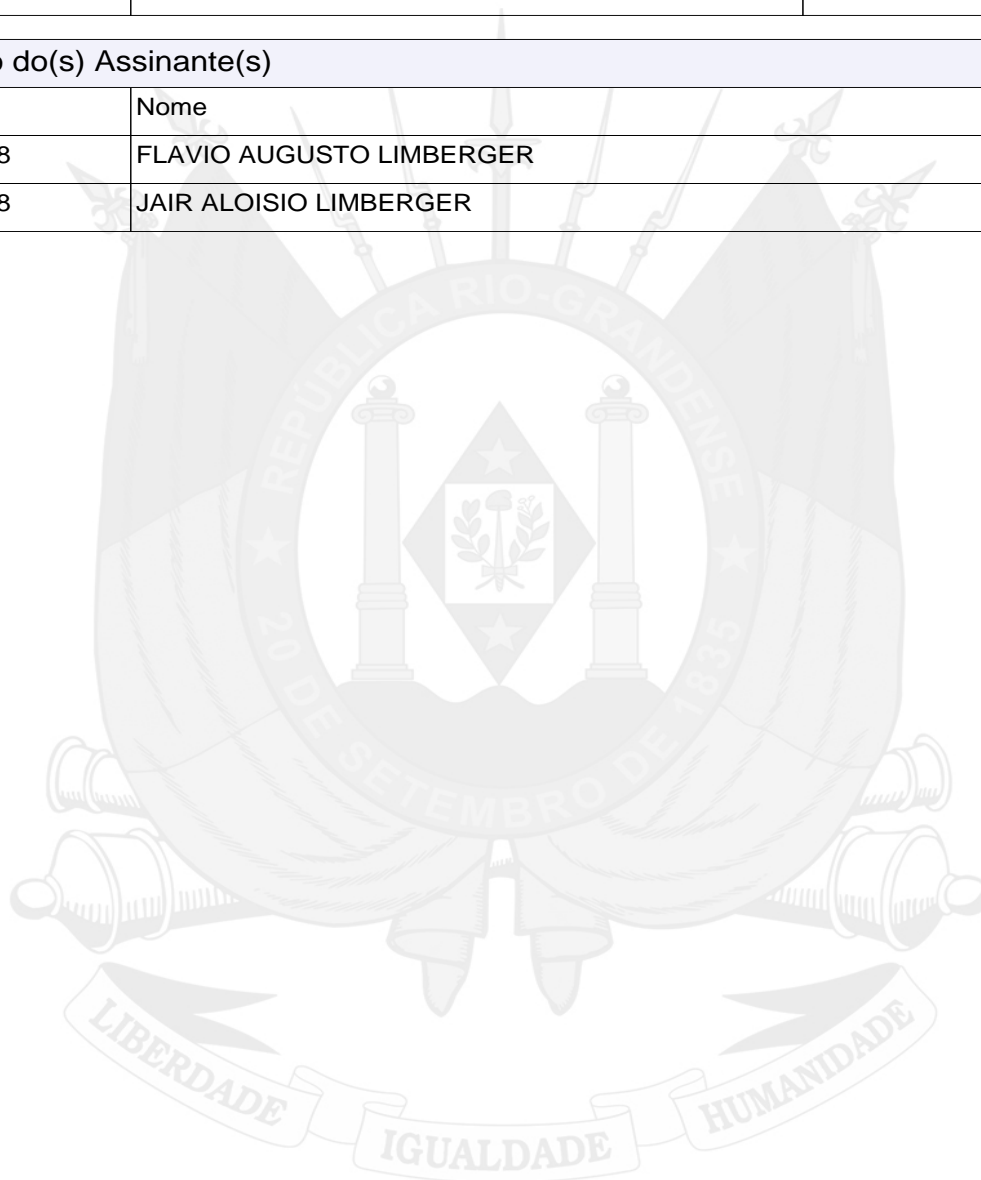 o do(s) Assinante(s)
Nome
8 FLAVIO AUGUSTO LIMBERGER
8 JAIR ALOISIO LIMBERGER
REPÚBLICA RIO-GRANDENSE
20 DE SETEMBRO DE 1835
LIBERDADE IGUALDADE HUMANIDADE